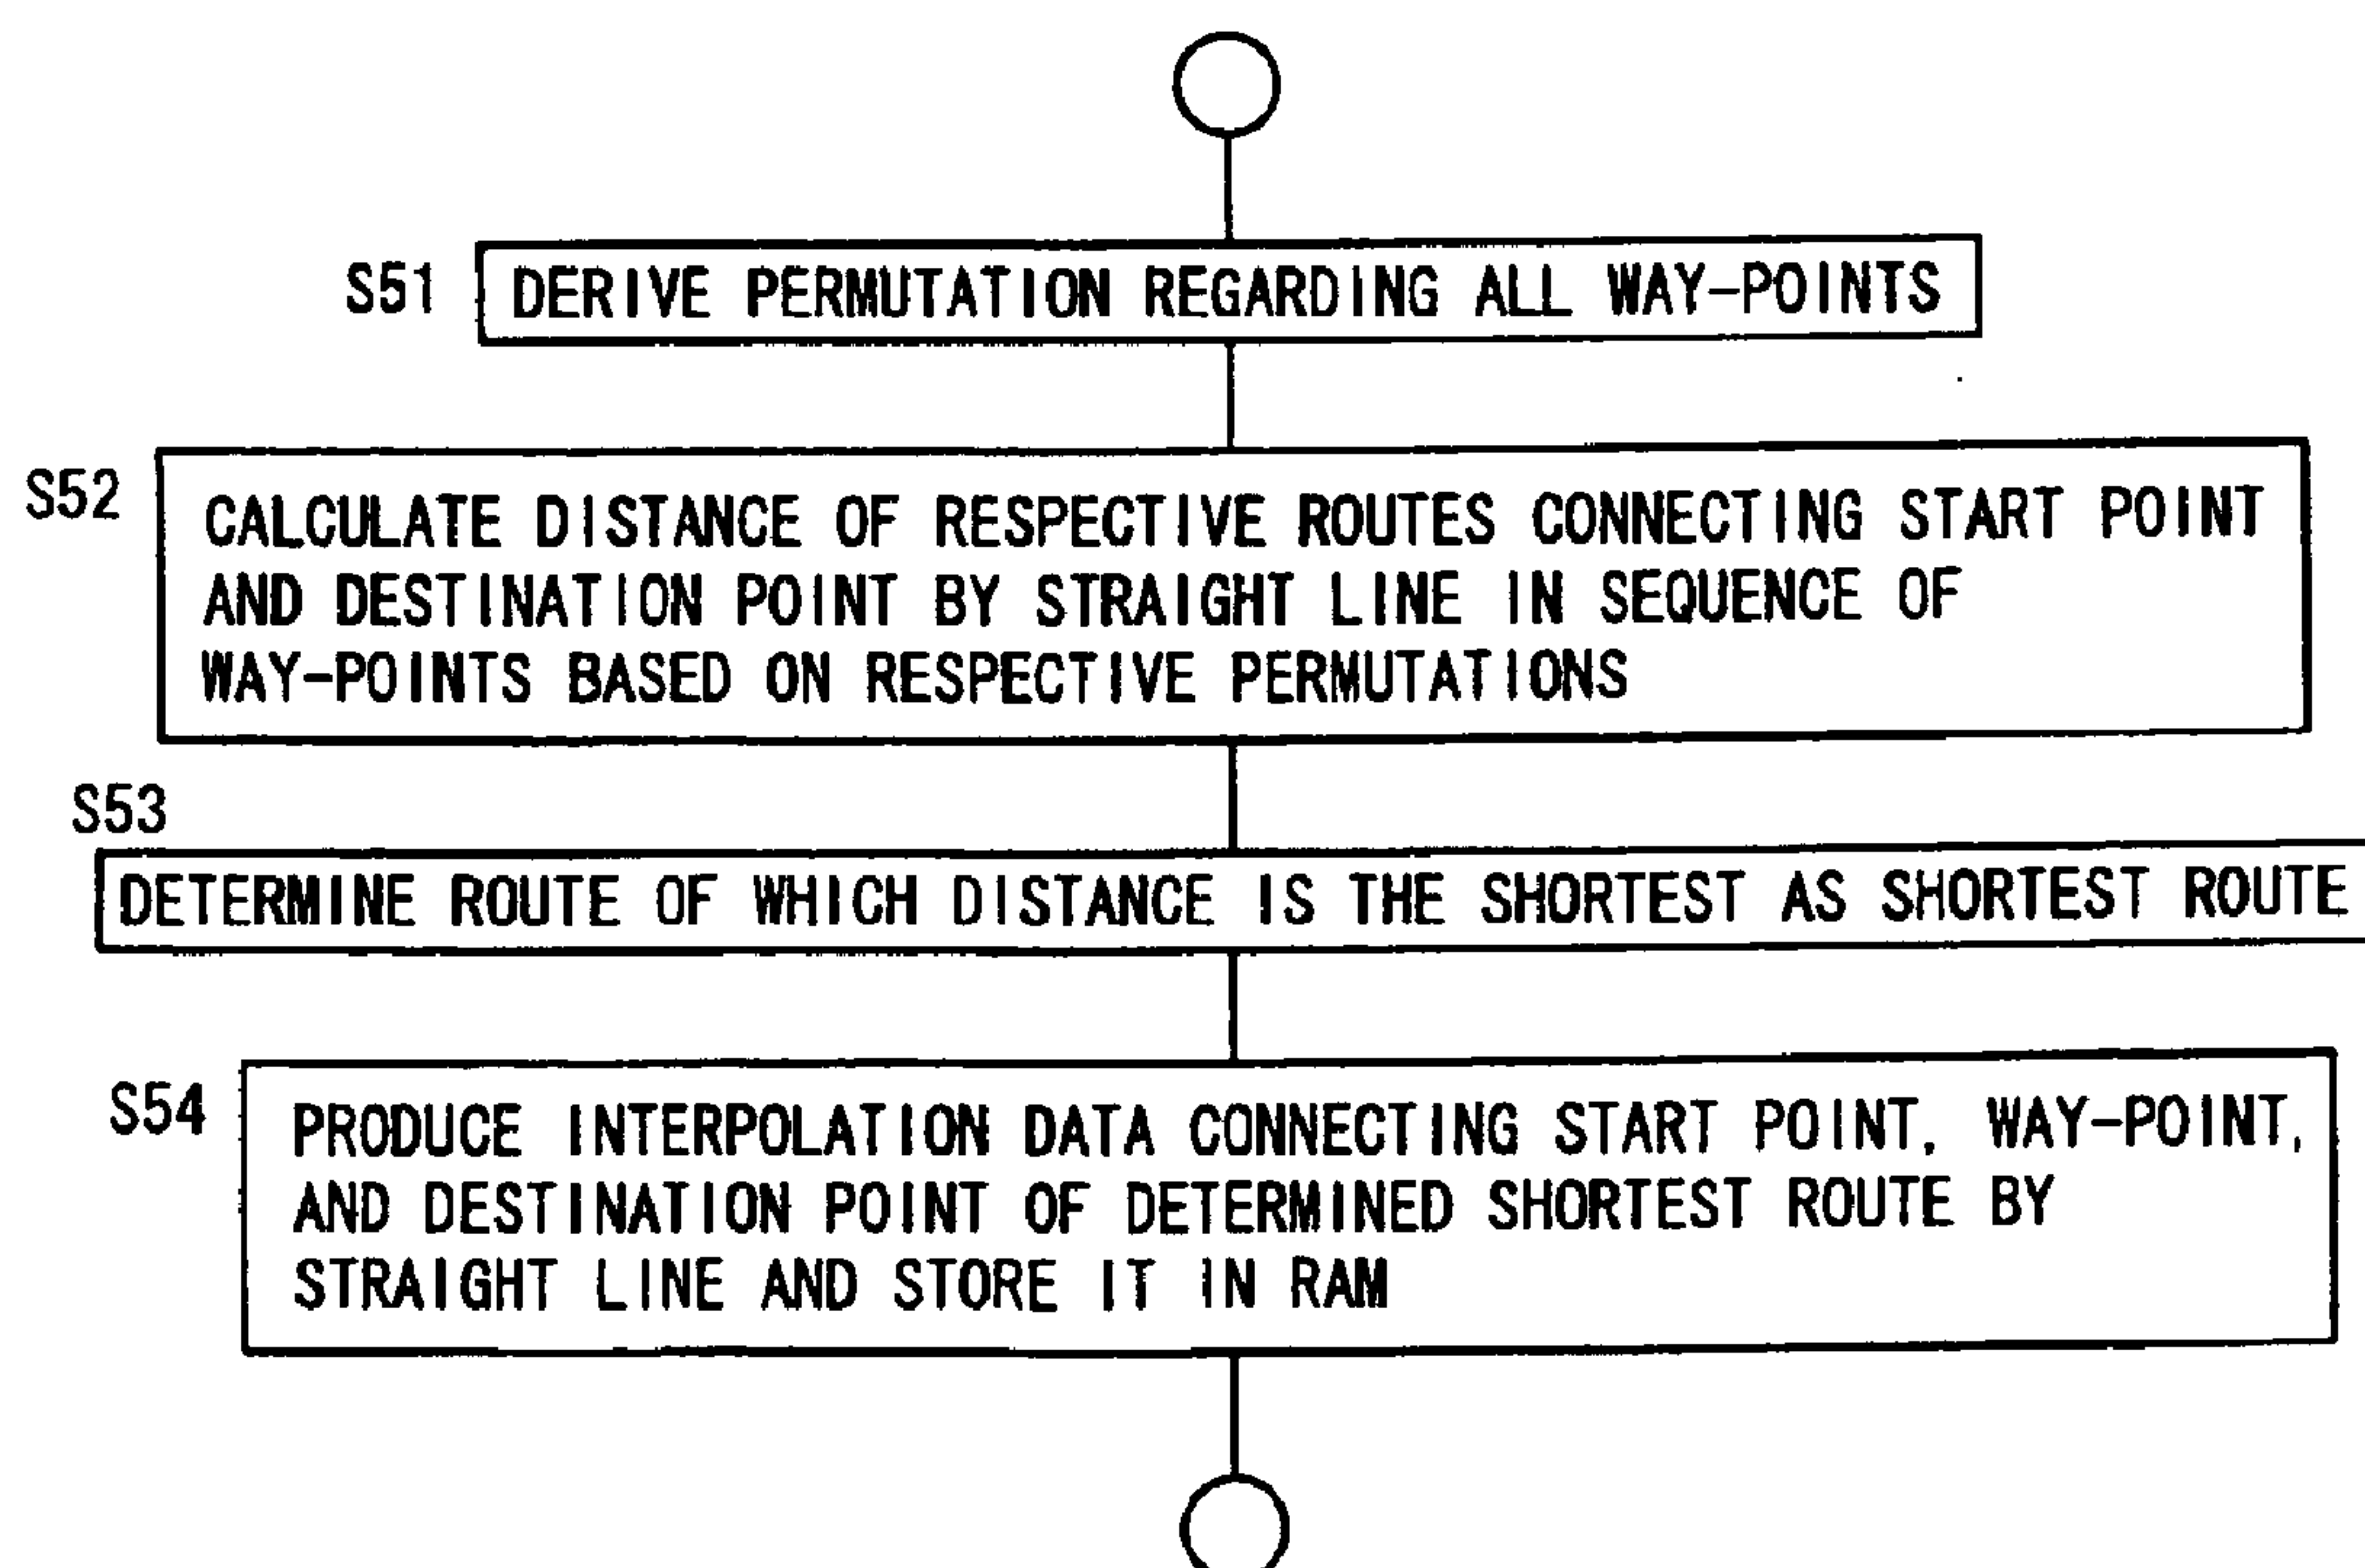 S51 DERIVE PERMUTATION REGARDING ALL WAY-POINTS
S52
CALCULATE DISTANCE OF RESPECTIVE ROUTES CONNECTING START POINT
AND DESTINATION POINT BY STRAIGHT LINE IN SEQUENCE OF
WAY-POINTS BASED ON RESPECTIVE PERMUTATIONS
S53
DETERMINE ROUTE OF WHICH DISTANCE IS THE SHORTEST AS SHORTEST ROUTE
S54
PRODUCE INTERPOLATION DATA CONNECTING START POINT, WAY-POINT,
AND DESTINATION POINT OF DETERMINED SHORTEST ROUTE BY
STRAIGHT LINE AND STORE IT IN RAM